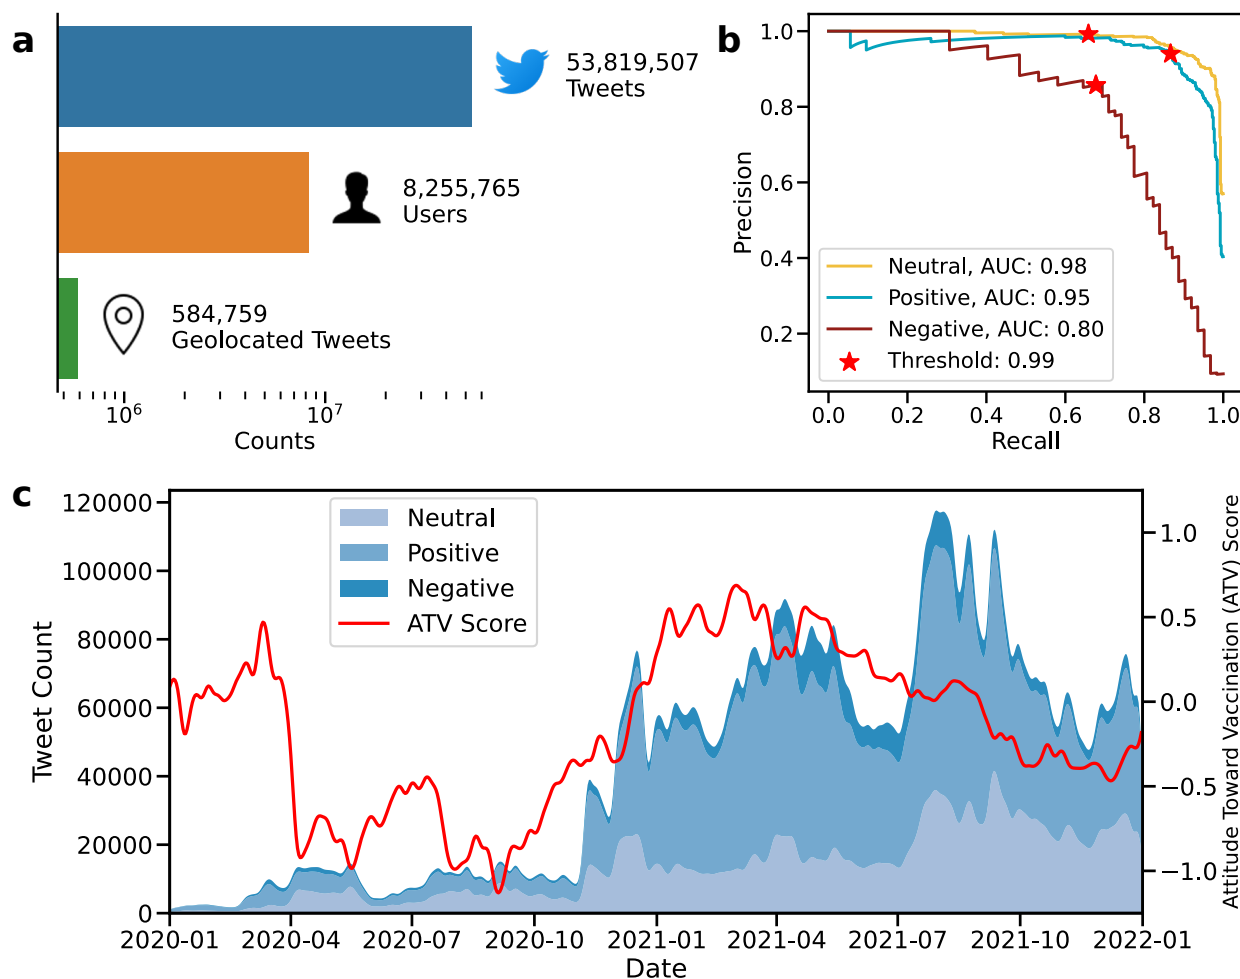 a
53,819,507
Tweets
8,255,765
Users
584,759
Geolocated Tweets
10⁶
10⁷
Counts
b
1.0
0.8
0.6
0.4
0.2
Precision
Neutral, AUC: 0.98
Positive, AUC: 0.95
Negative, AUC: 0.80
Threshold: 0.99
0.0
0.2
0.4
0.6
0.8
1.0
Recall
c
120000
100000
80000
60000
40000
20000
0
Tweet Count
Neutral
Positive
Negative
ATV Score
1.0
0.5
0.0
−0.5
−1.0
Attitude Toward Vaccination (ATV) Score
2020-01
2020-04
2020-07
2020-10
2021-01
2021-04
2021-07
2021-10
2022-01
Date